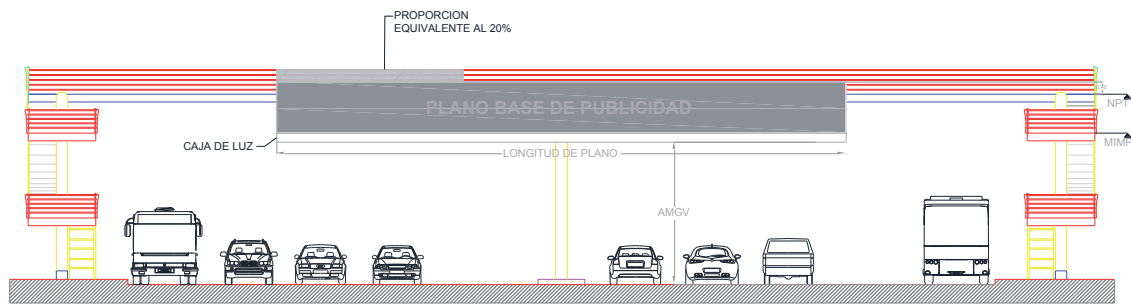 PROPORCION
EQUIVALENTE AL 20%
PLANO BASE DE PUBLICIDAD
NPT
CAJA DE LUZ
MIMP
LONGITUD DE PLANO
AMGV